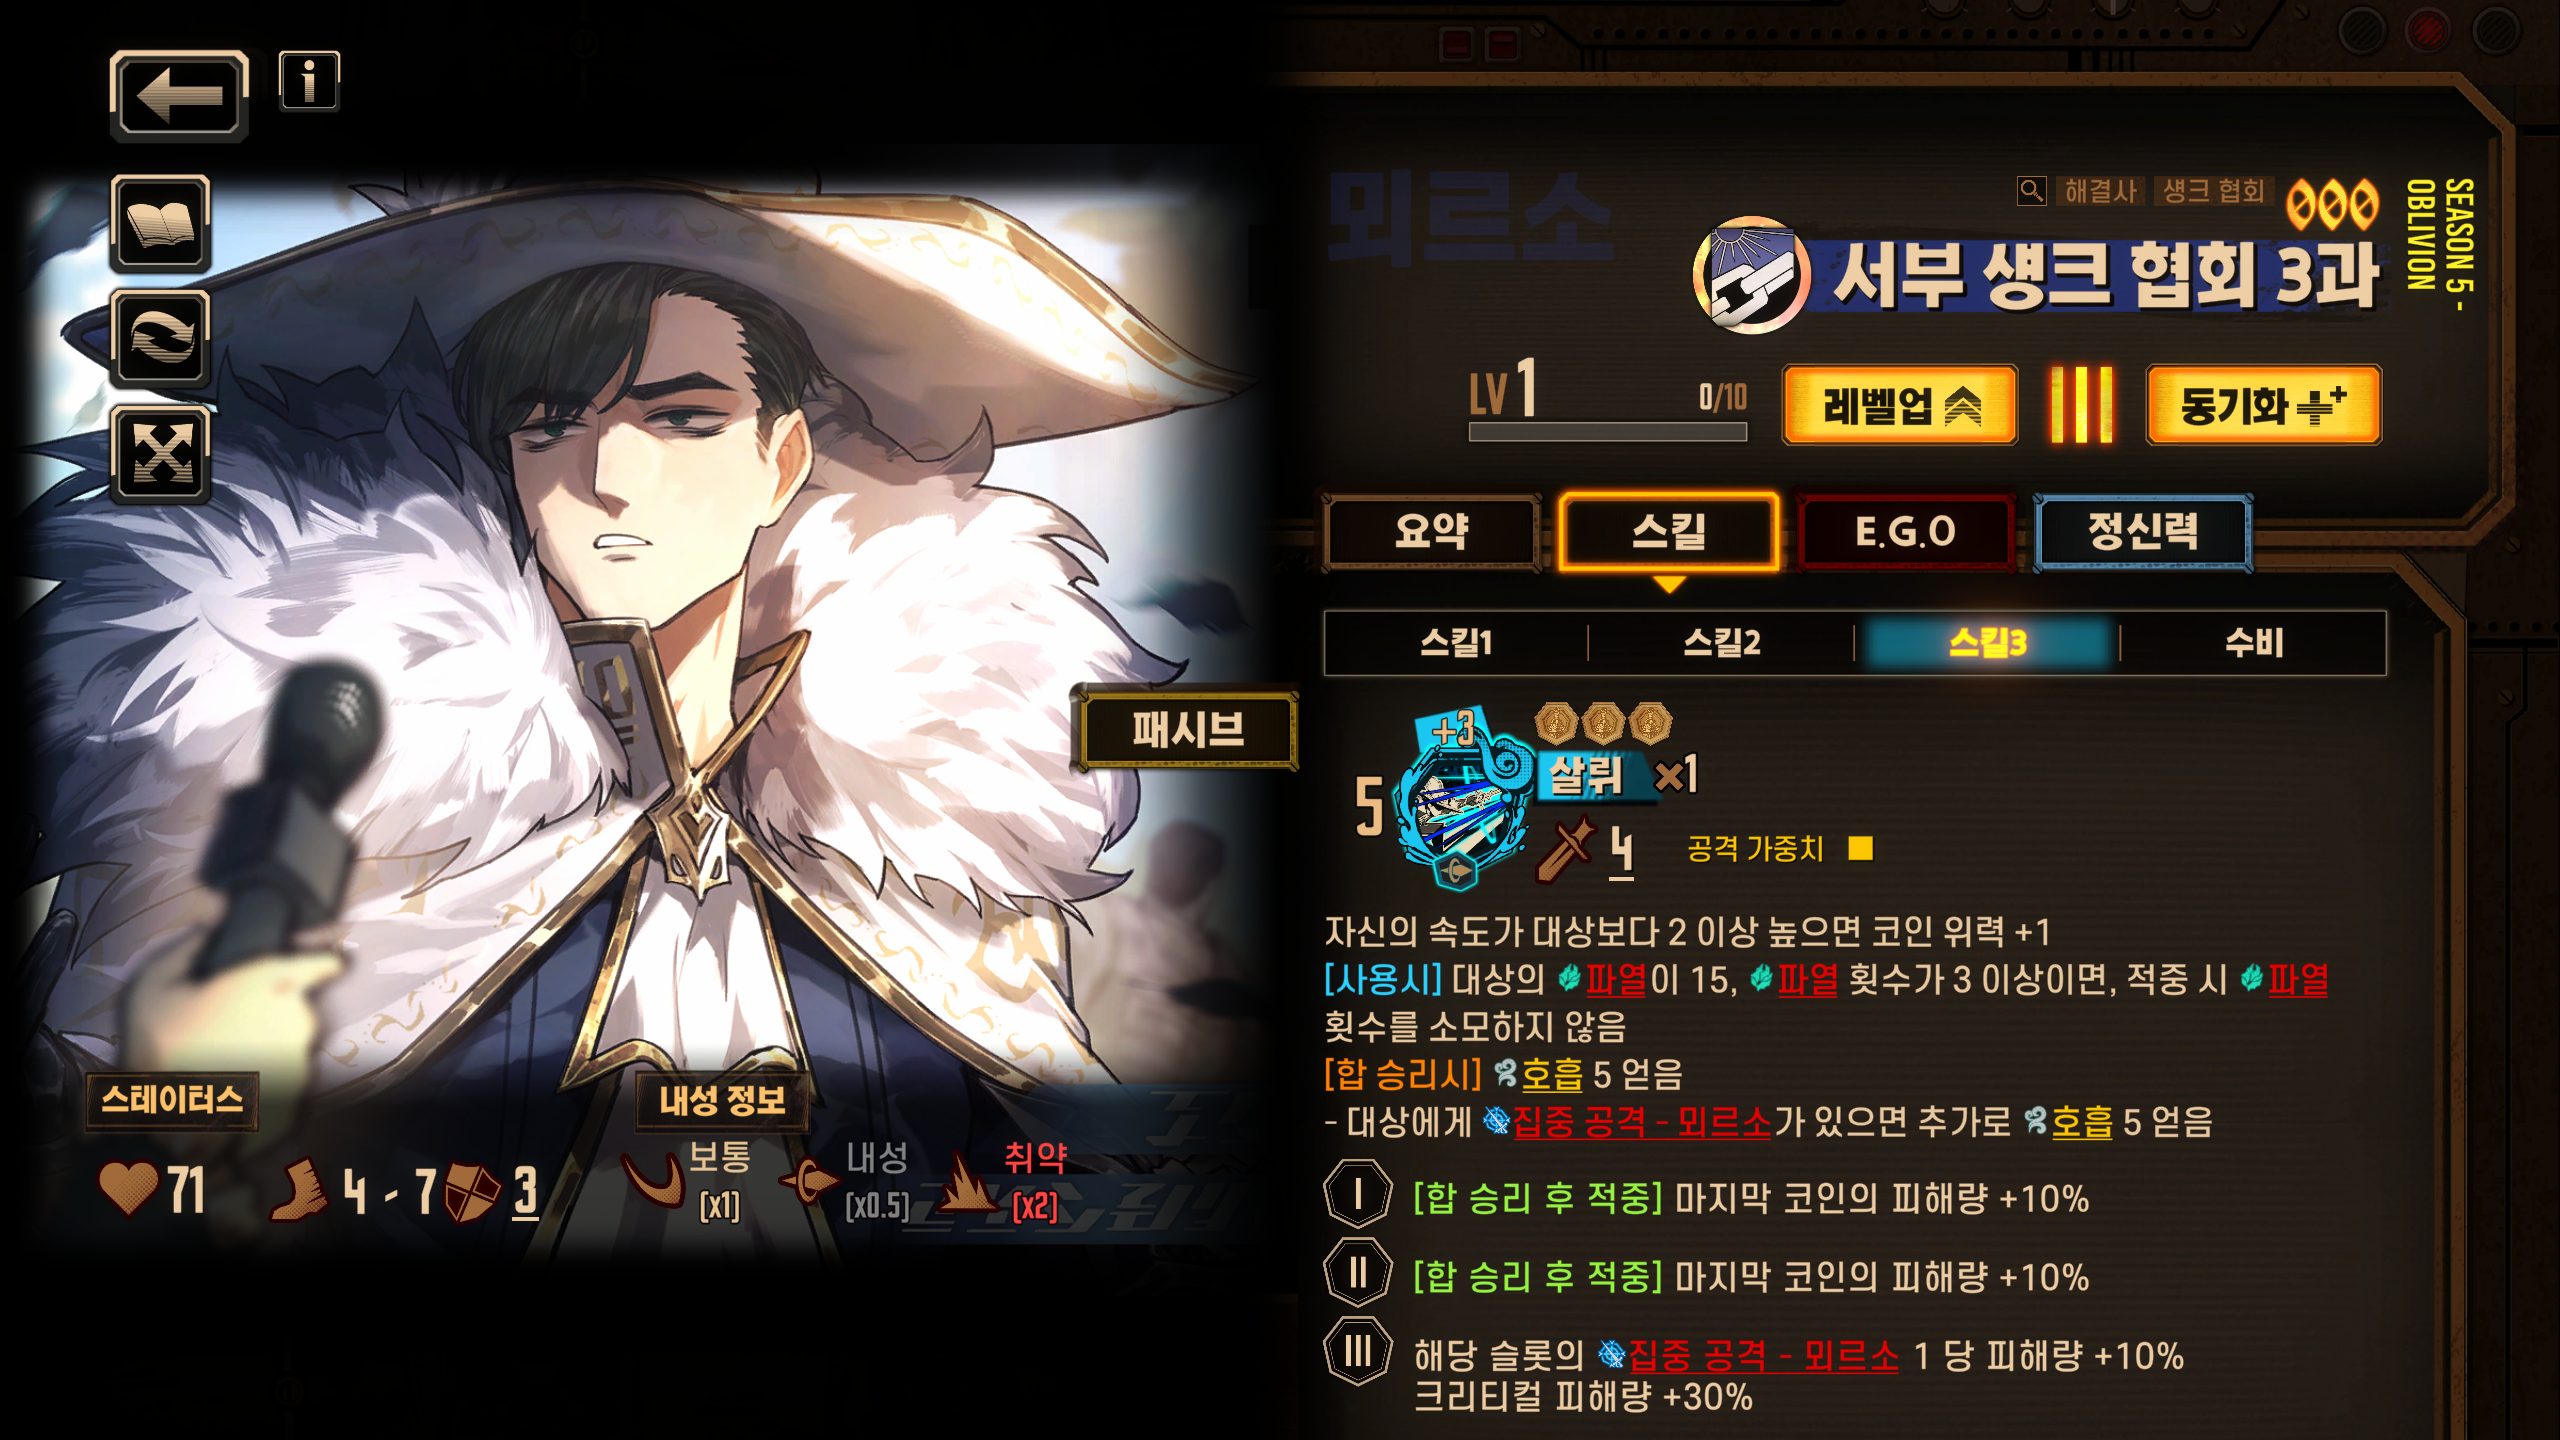 뫼르소
해결사 생크 협회
서부 섕크 협회 3과
SEASON 5 -
OBLIVION
LV 1 0/10
레벨업
동기화
요약 스킬 E.G.O 정신력
스킬1 스킬2 스킬3 수비
패시브
+3
살뤼 ×1
5
4 공격 가중치
자신의 속도가 대상보다 2 이상 높으면 코인 위력 +1
[사용시] 대상의 파열이 15, 파열 횟수가 3 이상이면, 적중 시 파열
횟수를 소모하지 않음
[합 승리시] 호흡 5 얻음
- 대상에게 집중 공격 - 뫼르소가 있으면 추가로 호흡 5 얻음
I [합 승리 후 적중] 마지막 코인의 피해량 +10%
II [합 승리 후 적중] 마지막 코인의 피해량 +10%
III 해당 슬롯의 집중 공격 - 뫼르소 1 당 피해량 +10%
크리티컬 피해량 +30%
스테이터스
71 4 - 7 3
내성 정보
보통 내성 취약
[x1] [x0.5] [x2]